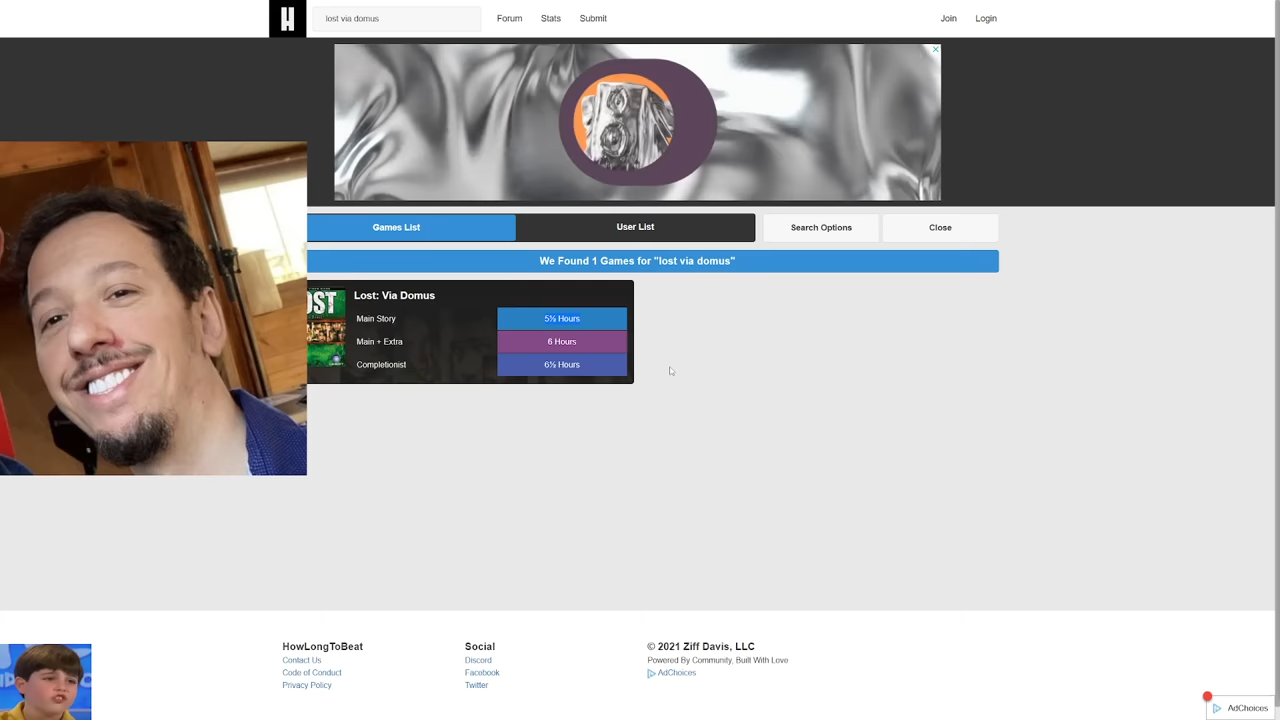 H
lost via domus
Forum
Stats
Submit
Join
Login
Games List
User List
Search Options
Close
We Found 1 Games for "lost via domus"
OST
Lost: Via Domus
Main Story
5½ Hours
Main + Extra
6 Hours
Completionist
6½ Hours
HowLongToBeat
Contact Us
Code of Conduct
Privacy Policy
Social
Discord
Facebook
Twitter
© 2021 Ziff Davis, LLC
Powered By Community, Built With Love
AdChoices
AdChoices